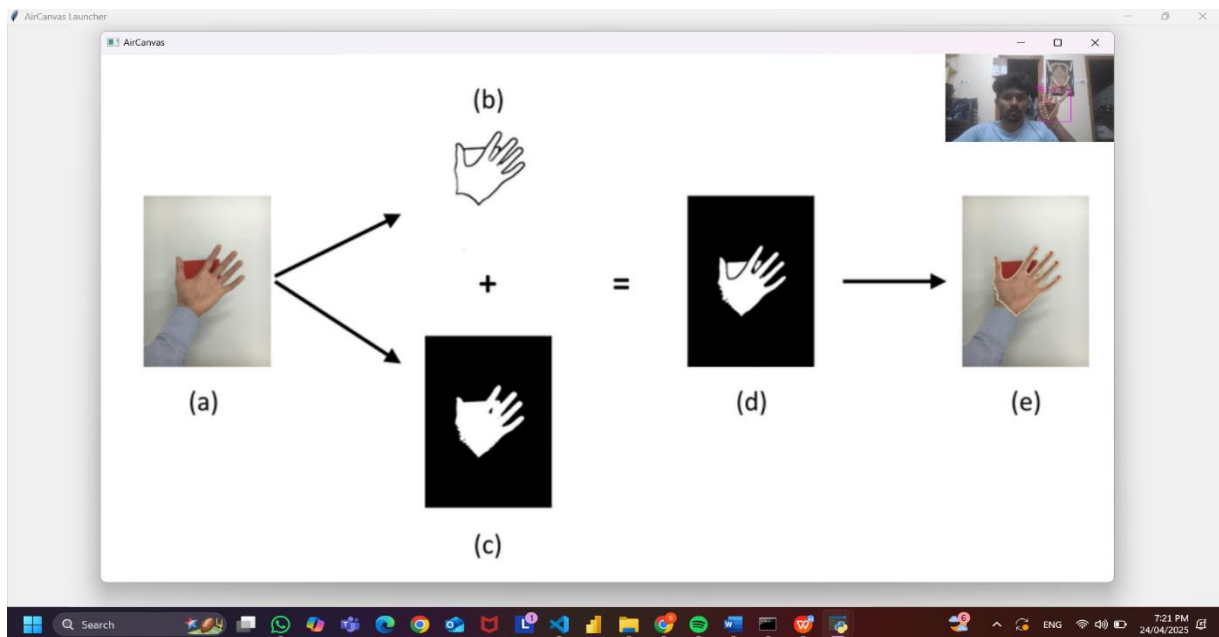 AirCanvas Launcher
AirCanvas
(b)
+
=
(a)
(d)
(e)
(c)
Search
ENG
7:21 PM
24/04/2025